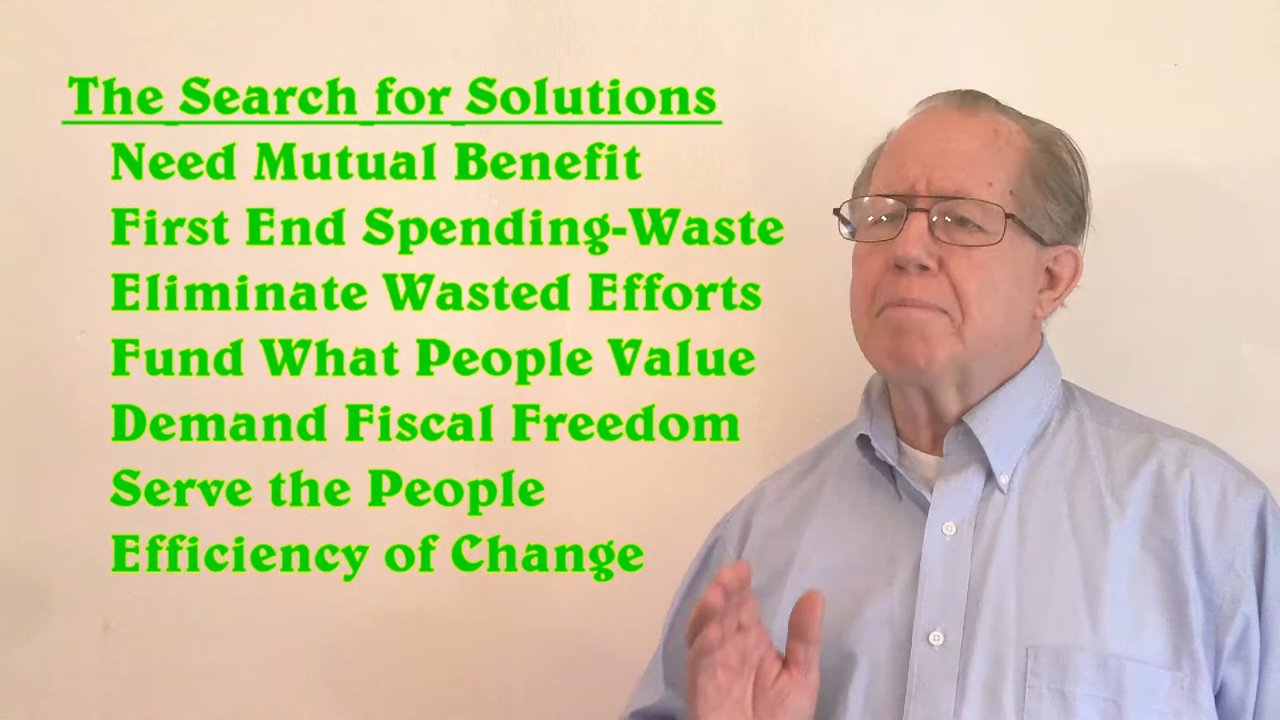 The Search for Solutions
Need Mutual Benefit
First End Spending-Waste
Eliminate Wasted Efforts
Fund What People Value
Demand Fiscal Freedom
Serve the People
Efficiency of Change